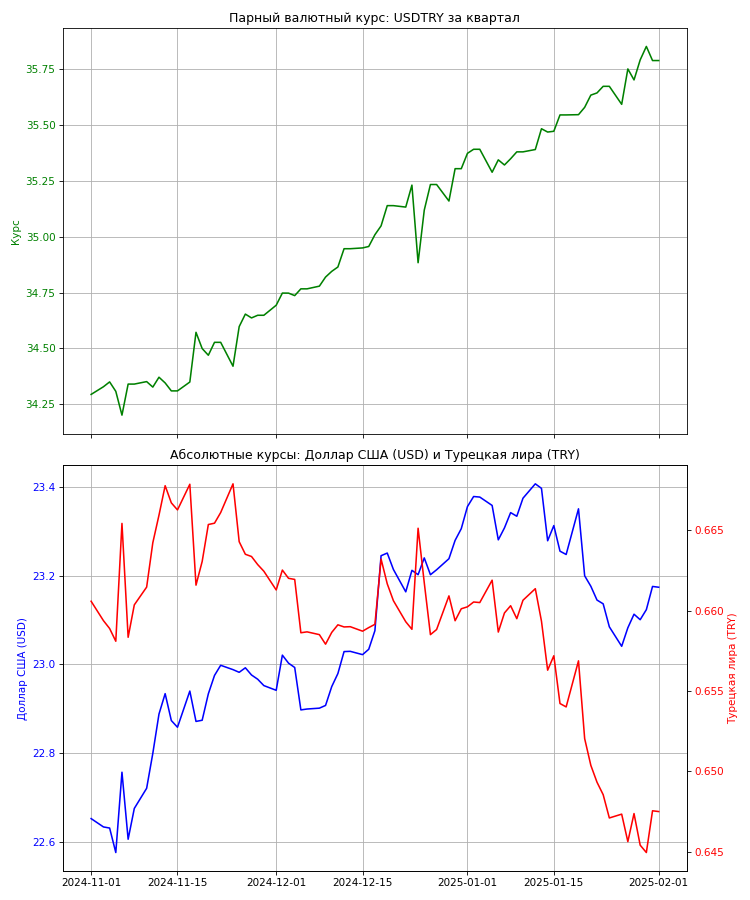 Парный валютный курс: USDTRY за квартал
Курс
35.75
35.50
35.25
35.00
34.75
34.50
34.25
Абсолютные курсы: Доллар США (USD) и Турецкая лира (TRY)
Доллар США (USD)
23.4
23.2
23.0
22.8
22.6
0.665
0.660
0.655
0.650
0.645
Турецкая лира (TRY)
2024-11-01 2024-11-15 2024-12-01 2024-12-15 2025-01-01 2025-01-15 2025-02-01